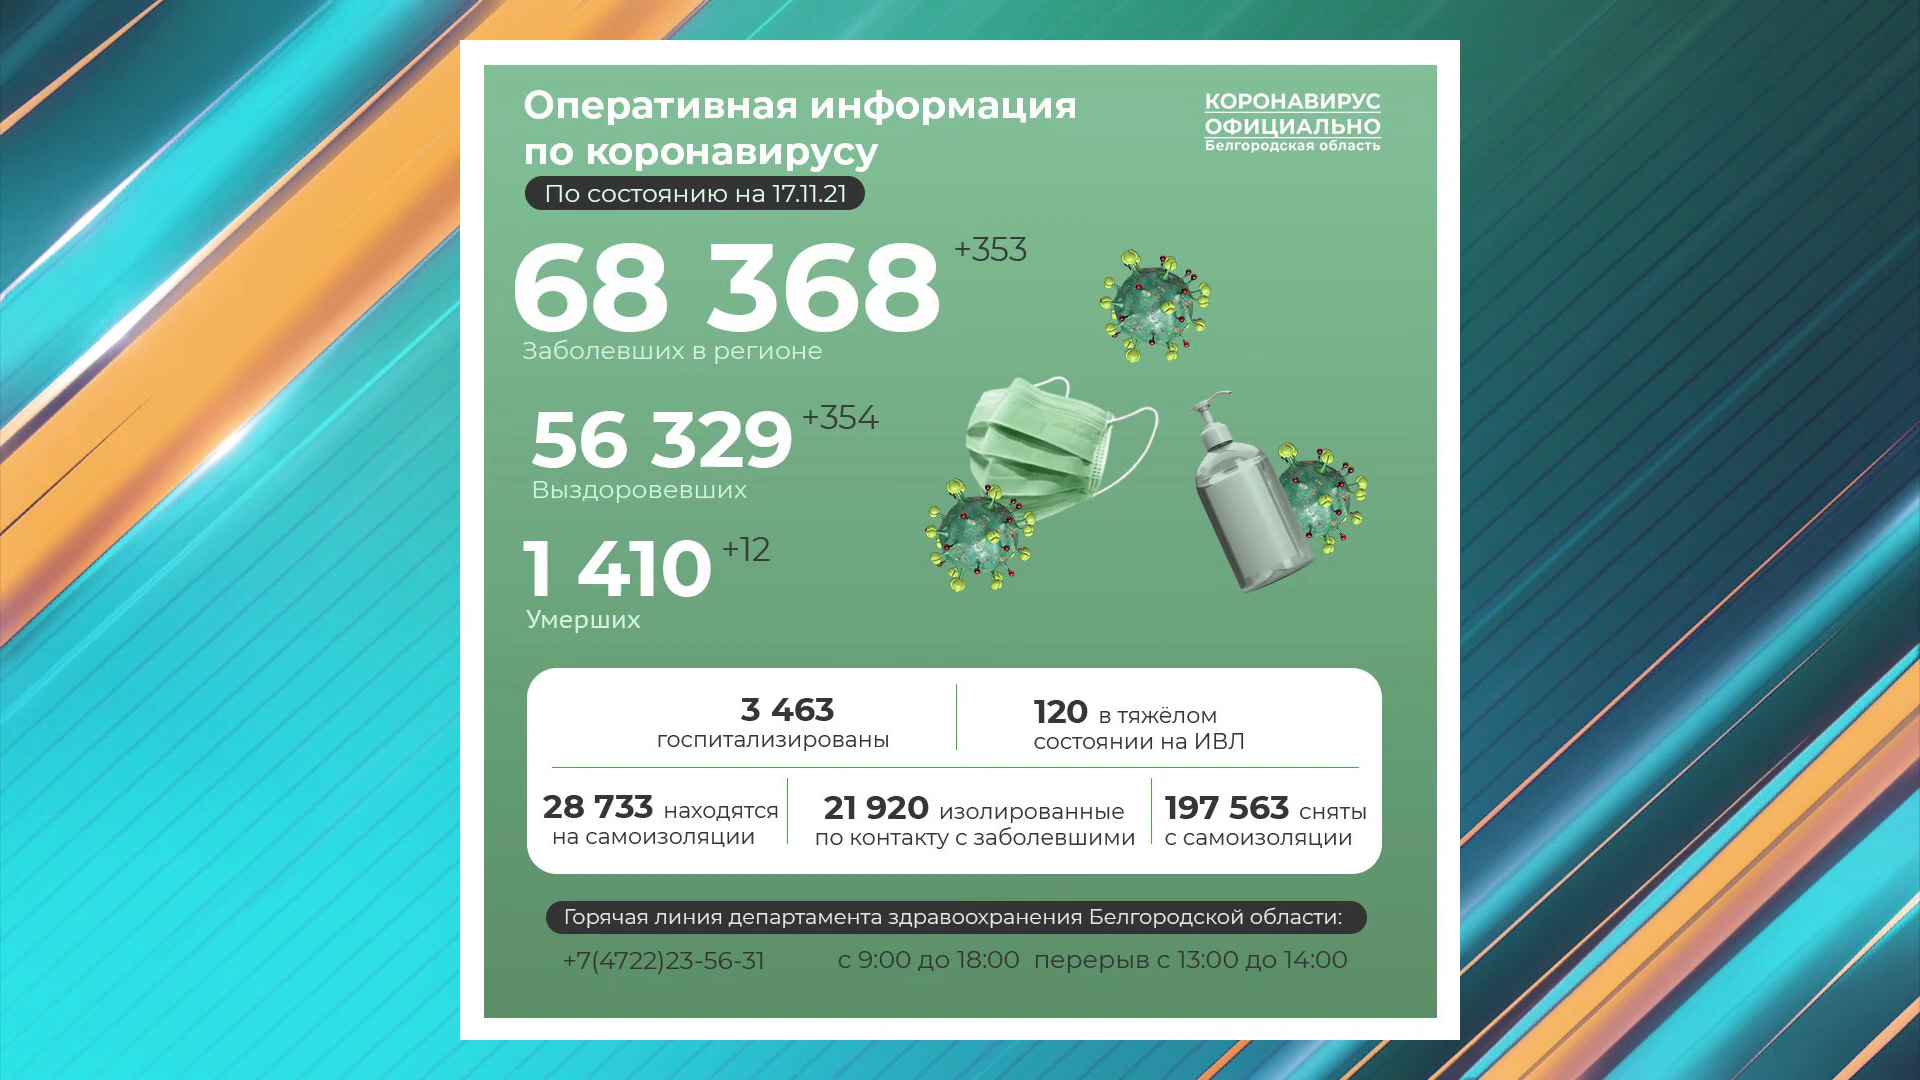 Оперативная информация
по коронавирусу
КОРОНАВИРУС
ОФИЦИАЛЬНО
Белгородская область
По состоянию на 17.11.21
68 368 +353
Заболевших в регионе
56 329 +354
Выздоровевших
1 410 +12
Умерших
3 463
госпитализированы
120 в тяжёлом
состоянии на ИВЛ
28 733 находятся
на самоизоляции
21 920 изолированные
по контакту с заболевшими
197 563 сняты
с самоизоляции
Горячая линия департамента здравоохранения Белгородской области:
+7(4722)23-56-31 с 9:00 до 18:00 перерыв с 13:00 до 14:00